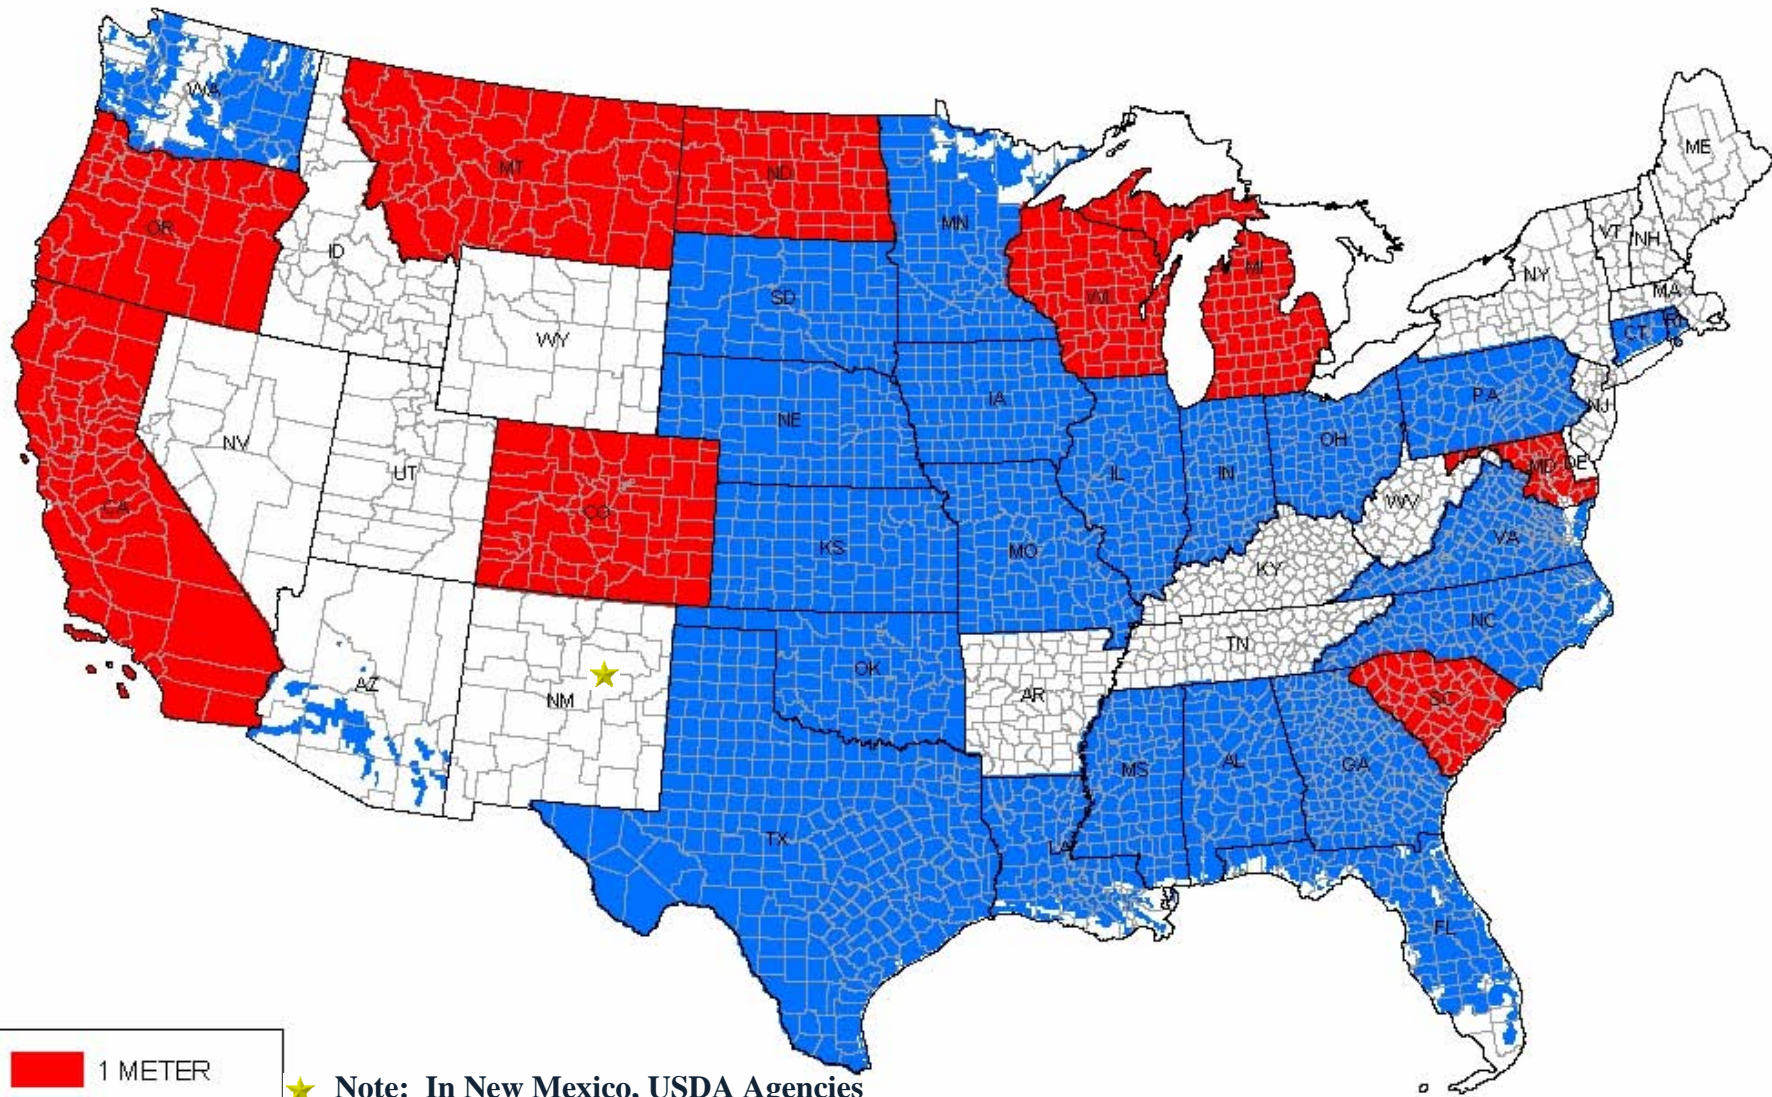 WA
MT
ND
ME
OR
MN
VT
NH
ID
MI
NY
SD
WI
MA
WY
CT
RI
IA
PA
NE
NJ
NV
OH
UT
IL
IN
MD
DE
CA
CO
WV
KS
MO
VA
KY
NC
TN
OK
AZ
NM
AR
SC
MS
AL
GA
TX
LA
FL
1 METER
Note: In New Mexico, USDA Agencies